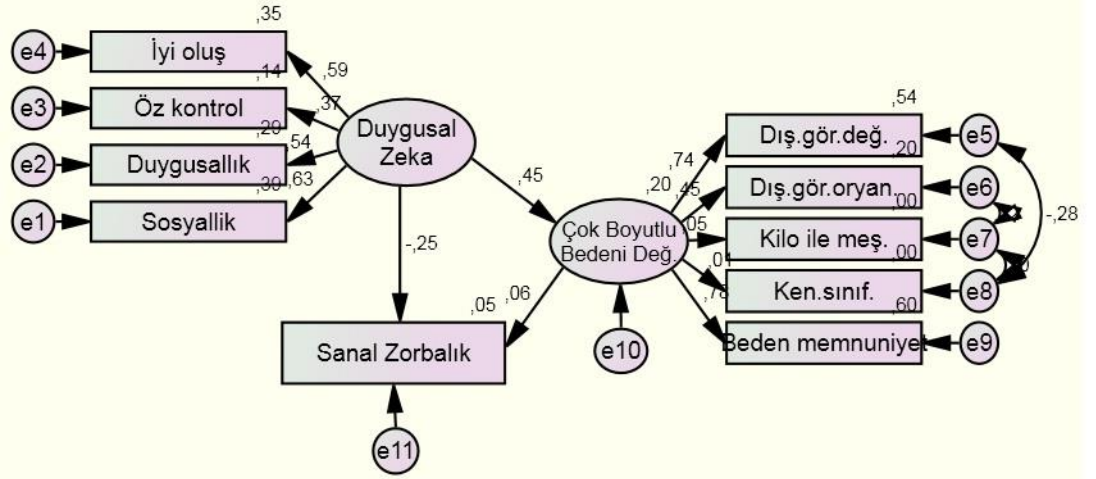 ,35
e4
İyi oluş
,59
,14
e3
Öz kontrol
,37
,29
e2
Duygusallık
,54
,39
,63
e1
Sosyallik
Duygusal
Zeka
,45
-,25
,20
Çok Boyutlu
Bedeni Değ.
,05
,06
Sanal Zorbalık
e10
e11
,54
,74
Dış.gör.değ.
e5
,20
,45
Dış.gör.oryan.
e6
,00
,05
Kilo ile meş.
e7
-,28
,00
,01
Ken.sınıf.
e8
,60
,78
Beden memnuniyet
e9